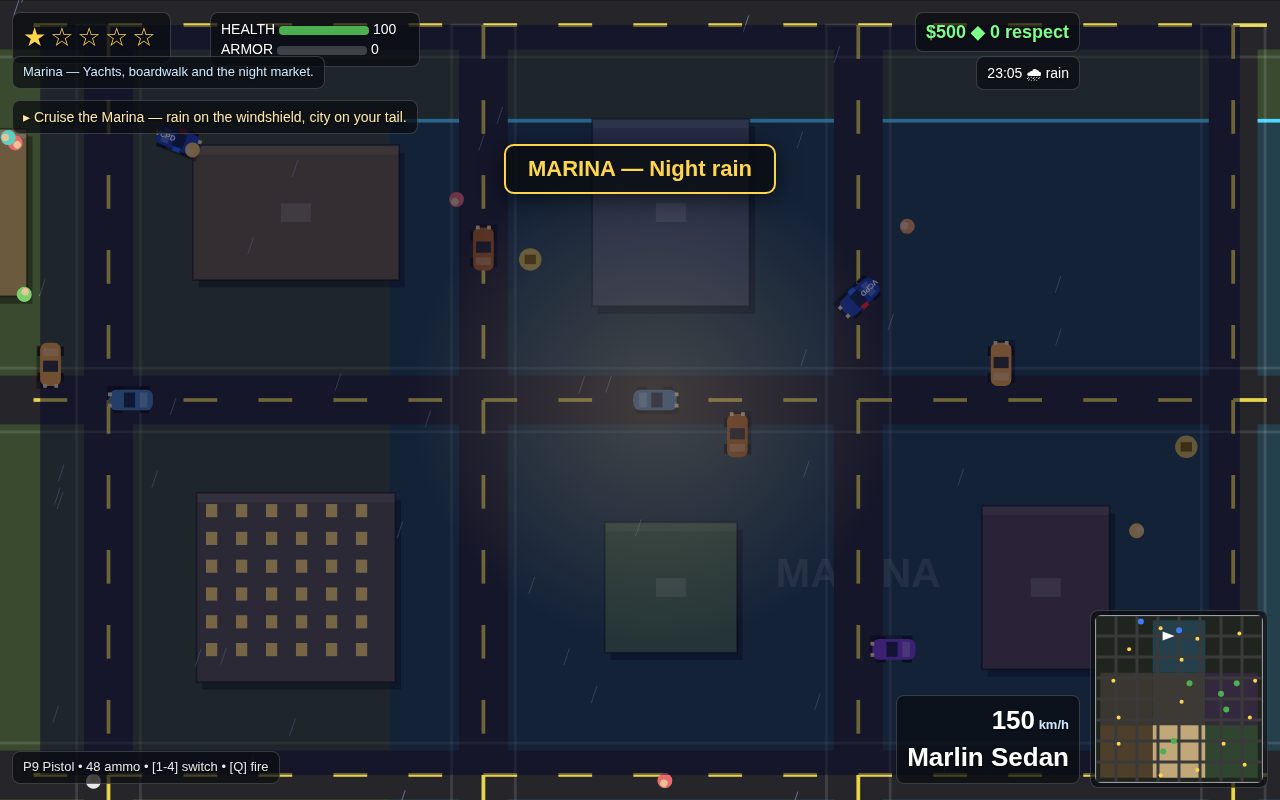 ★ ☆ ☆ ☆ ☆
HEALTH 100
ARMOR 0
$500 ◆ 0 respect
Marina — Yachts, boardwalk and the night market.
23:05 🌧 rain
▸ Cruise the Marina — rain on the windshield, city on your tail.
VCPD
MARINA — Night rain
VCPD
MA NA
150 km/h
Marlin Sedan
P9 Pistol • 48 ammo • [1-4] switch • [Q] fire